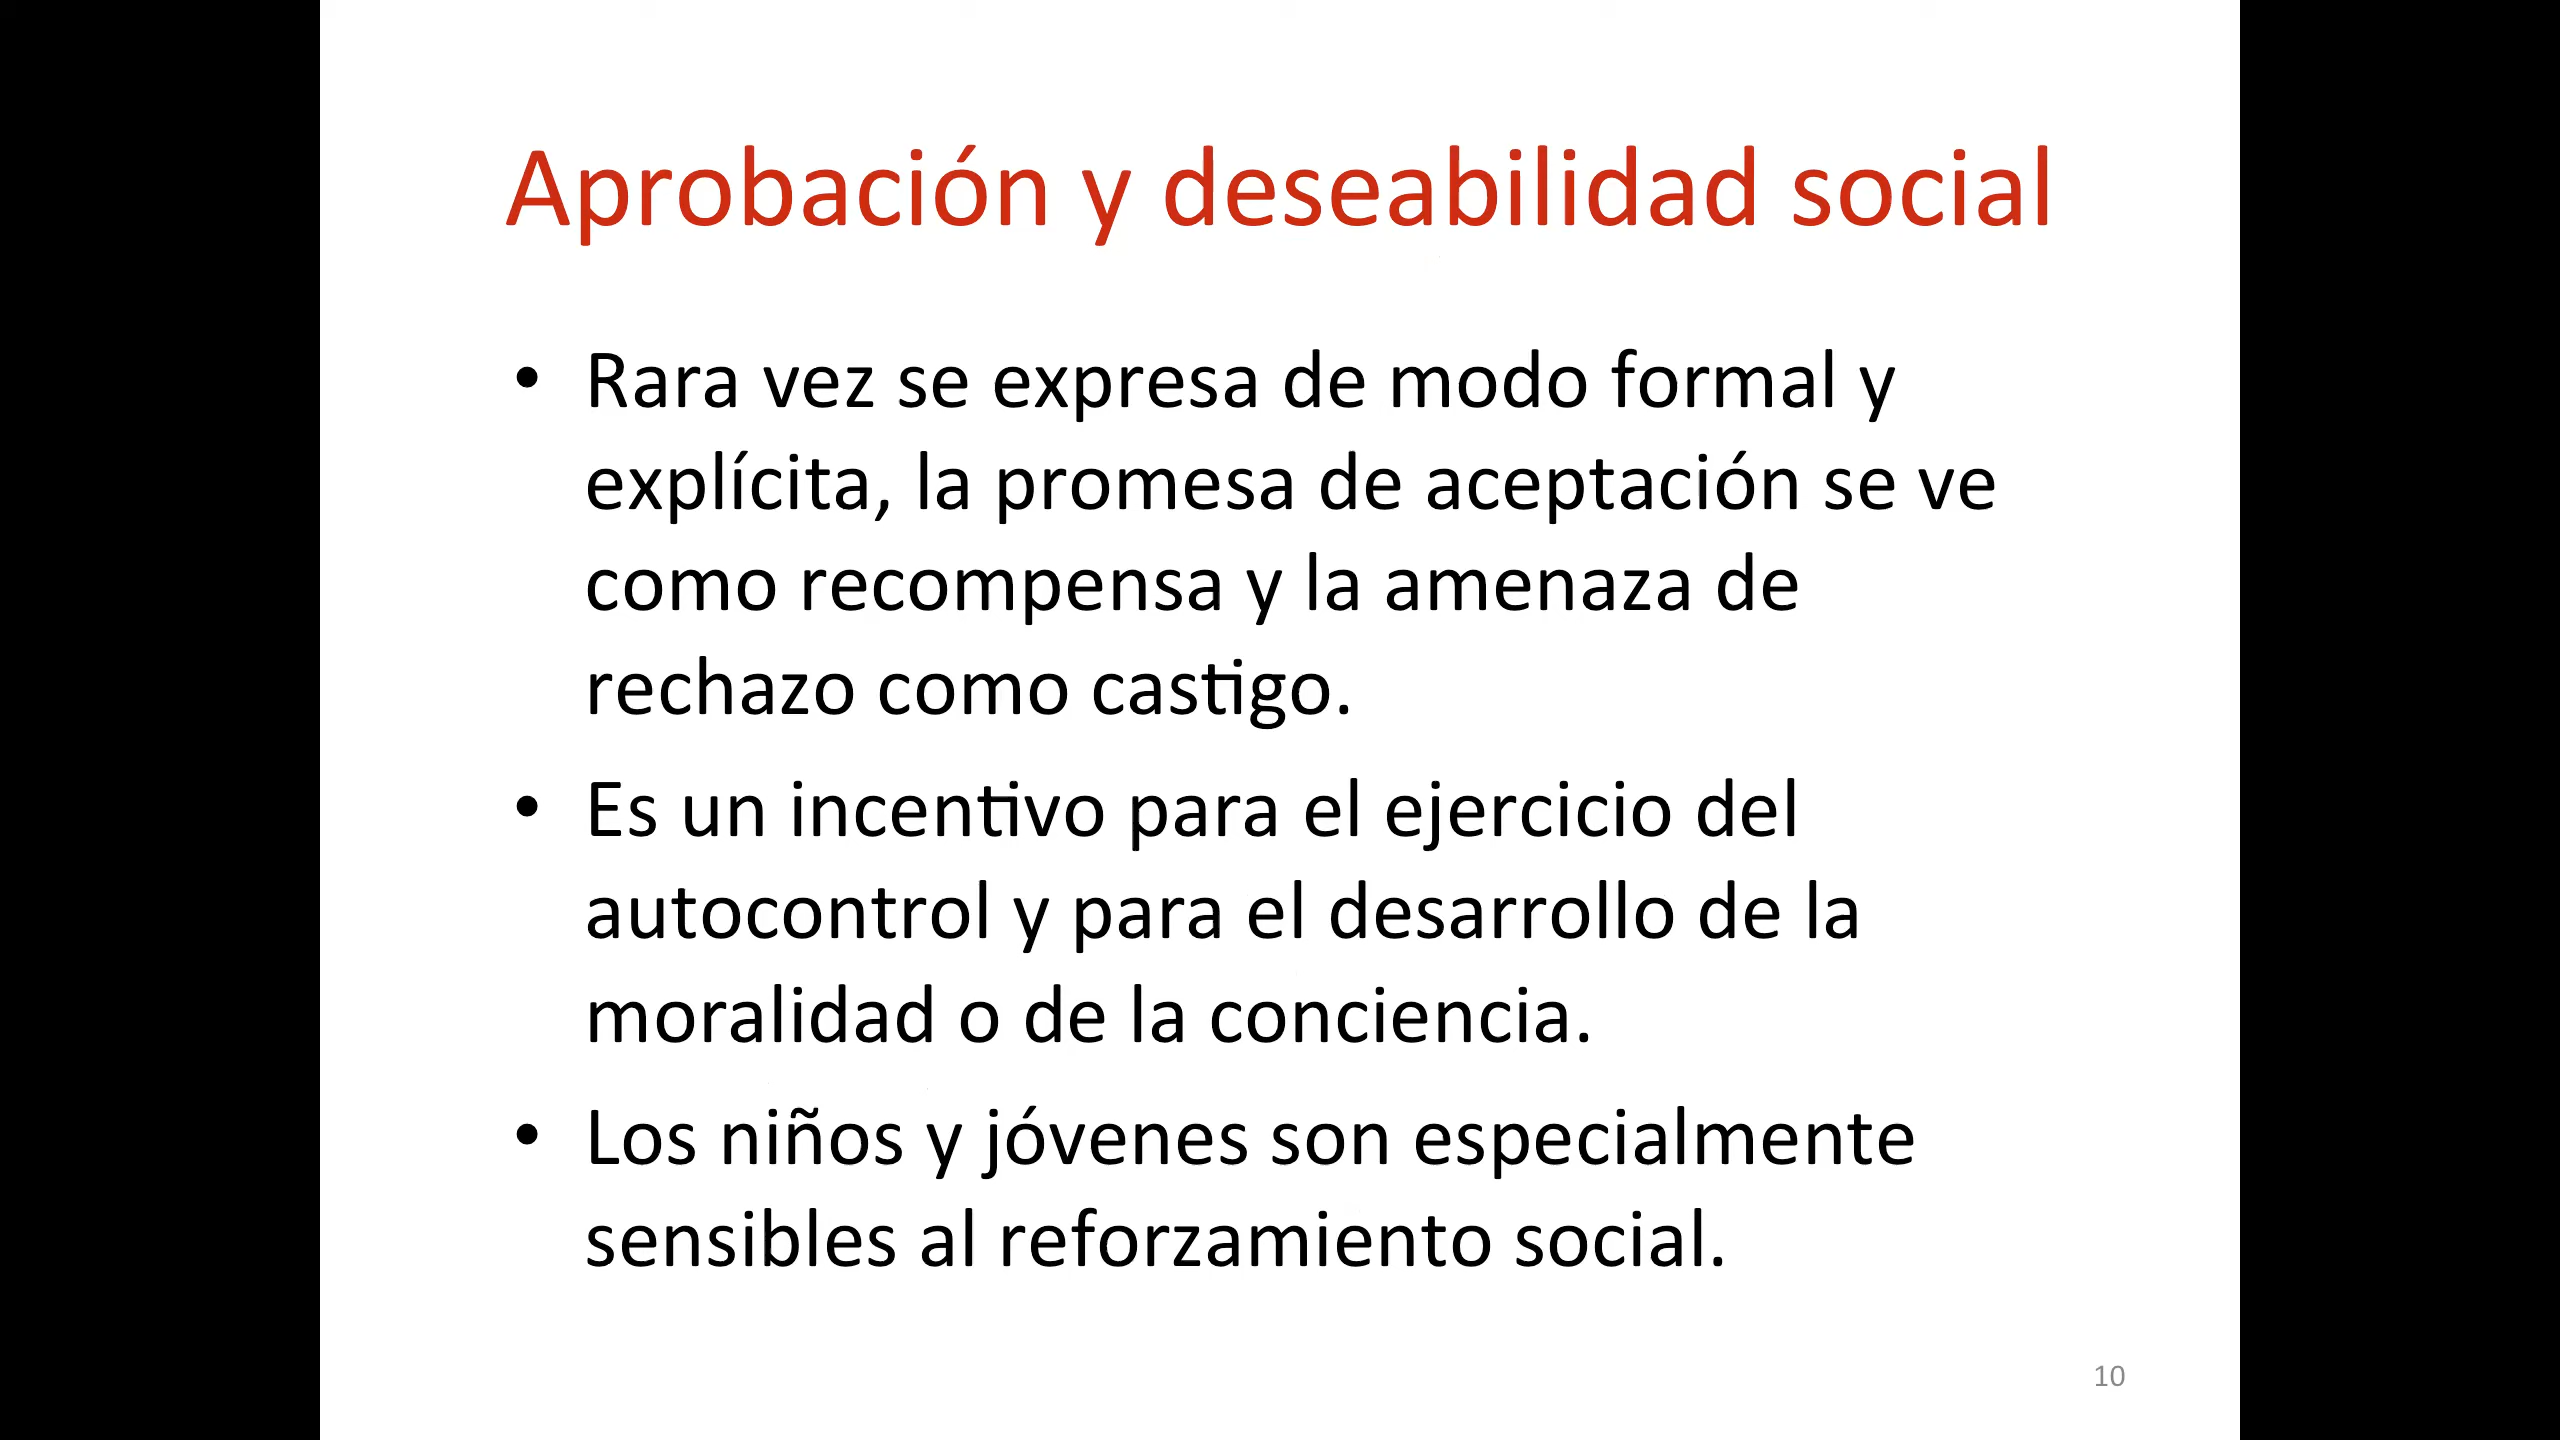 Aprobación y deseabilidad social
• Rara vez se expresa de modo formal y
explícita, la promesa de aceptación se ve
como recompensa y la amenaza de
rechazo como castigo.
• Es un incentivo para el ejercicio del
autocontrol y para el desarrollo de la
moralidad o de la conciencia.
• Los niños y jóvenes son especialmente
sensibles al reforzamiento social.
10